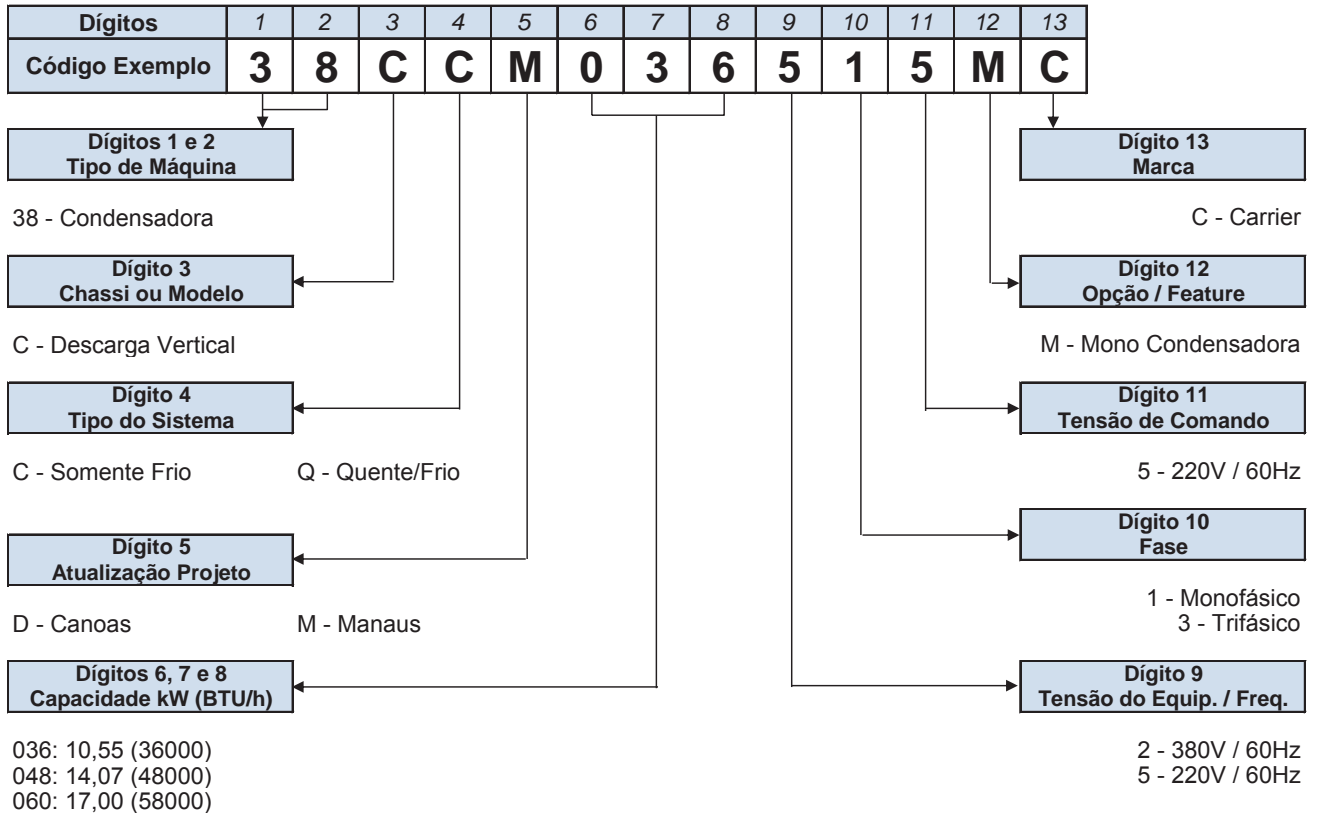 Dígitos 1 2 3 4 5 6 7 8 9 10 11 12 13
Código Exemplo 3 8 C C M 0 3 6 5 1 5 M C
Dígitos 1 e 2
Tipo de Máquina
38 - Condensadora
Dígito 3
Chassi ou Modelo
C - Descarga Vertical
Dígito 4
Tipo do Sistema
C - Somente Frio Q - Quente/Frio
Dígito 5
Atualização Projeto
D - Canoas M - Manaus
Dígitos 6, 7 e 8
Capacidade kW (BTU/h)
036: 10,55 (36000)
048: 14,07 (48000)
060: 17,00 (58000)
Dígito 13
Marca
C - Carrier
Dígito 12
Opção / Feature
M - Mono Condensadora
Dígito 11
Tensão de Comando
5 - 220V / 60Hz
Dígito 10
Fase
1 - Monofásico
3 - Trifásico
Dígito 9
Tensão do Equip. / Freq.
2 - 380V / 60Hz
5 - 220V / 60Hz